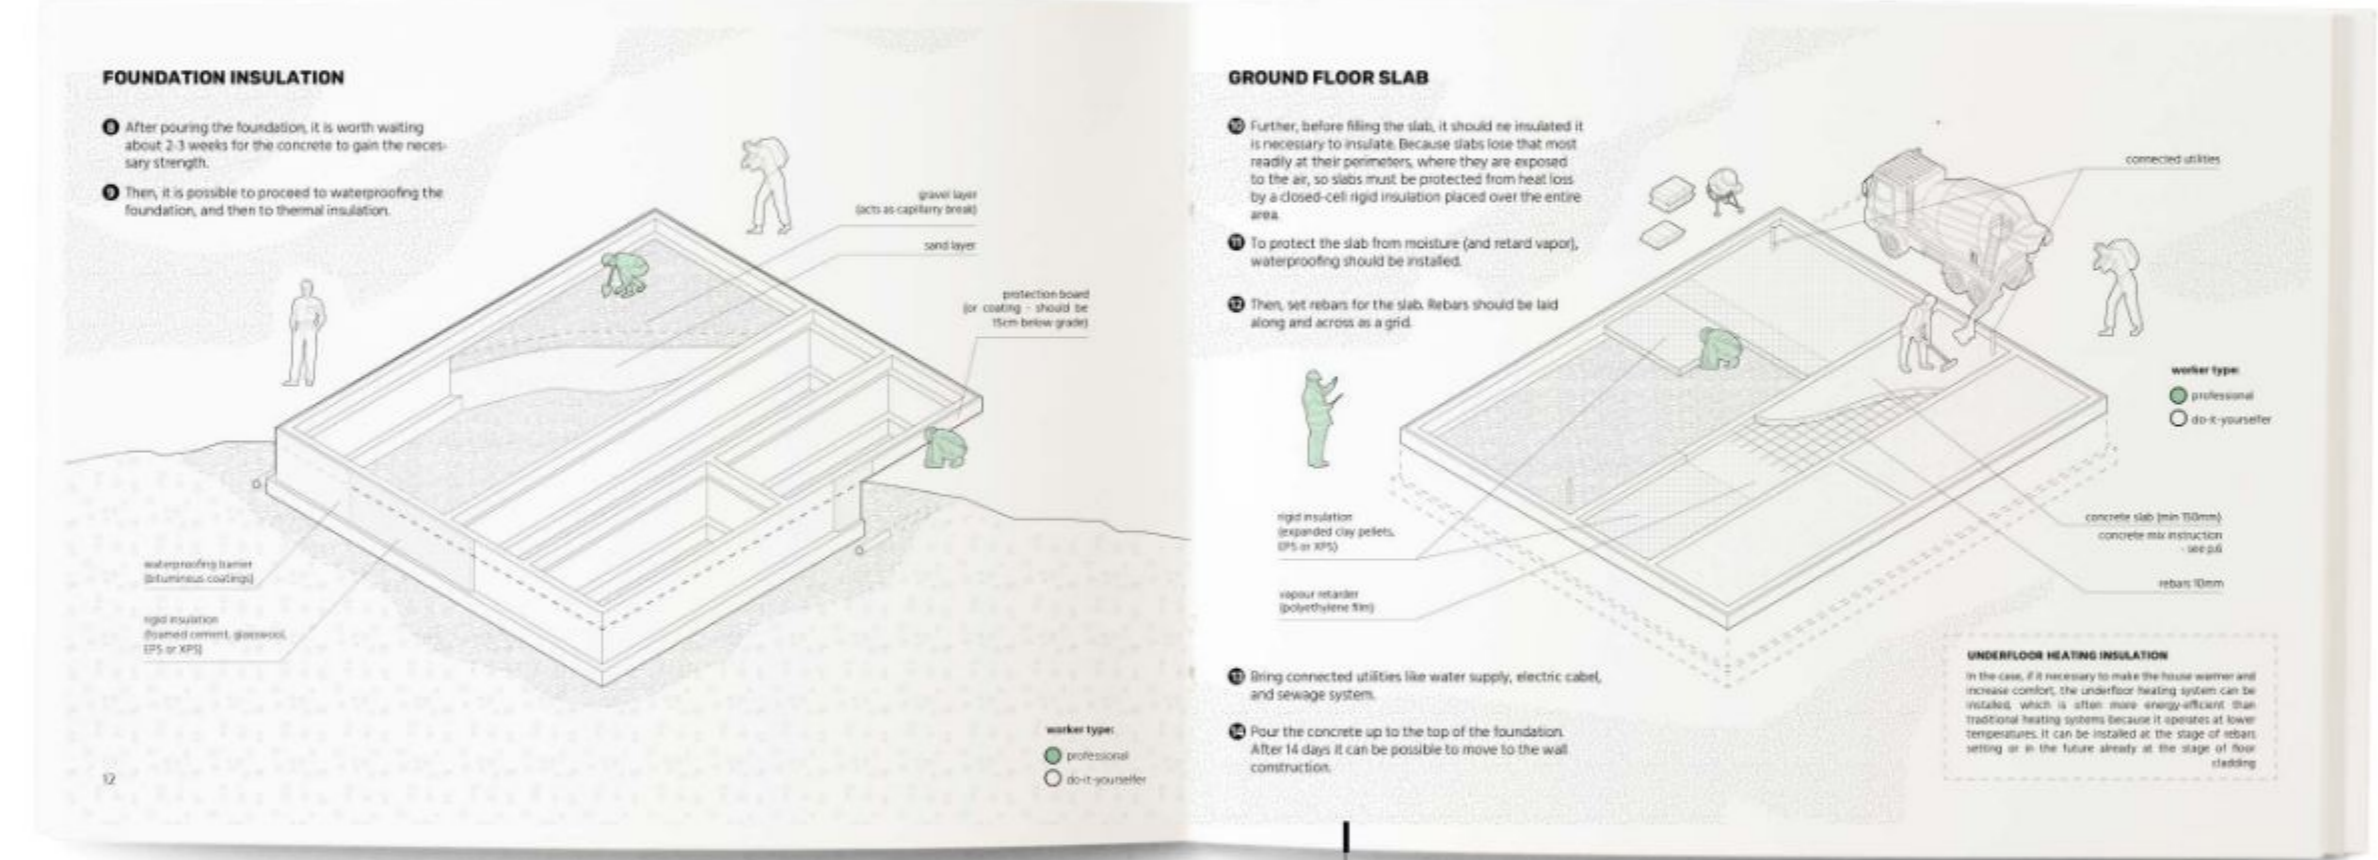 FOUNDATION INSULATION
8 After pouring the foundation, it is worth waiting
about 2-3 weeks for the concrete to gain the neces-
sary strength.
9 Then, it is possible to proceed to waterproofing the
foundation, and then to thermal insulation.
gravel layer
(acts as capillarry break)
sand layer
protection board
(or coating - should be
15cm below grade)
waterproofing barrier
(bituminous coatings)
rigid insulation
(foamed cement, glasswool,
EPS or XPS)
worker type:
professional
do-it-yourselfer
12
GROUND FLOOR SLAB
10 Further, before filling the slab, it should ne insulated it
is necessary to insulate. Because slabs lose that most
readily at their perimeters, where they are exposed
to the air, so slabs must be protected from heat loss
by a closed-cell rigid insulation placed over the entire
area.
11 To protect the slab from moisture (and retard vapor),
waterproofing should be installed.
12 Then, set rebars for the slab. Rebars should be laid
along and across as a grid.
connected utilities
worker type:
professional
do-it-yourselfer
rigid insulation
(expanded clay pellets,
EPS or XPS)
vapour retarder
(polyethylene film)
concrete slab (min 150mm)
concrete mix instruction
- see p.6
rebars 10mm
13 Bring connected utilities like water supply, electric cabel,
and sewage system.
14 Pour the concrete up to the top of the foundation.
After 14 days it can be possible to move to the wall
construction.
UNDERFLOOR HEATING INSULATION
In the case, if it necessary to make the house warmer and
increase comfort, the underfloor heating system can be
installed, which is often more energy-efficient than
traditional heating systems because it operates at lower
temperatures. It can be installed at the stage of rebars
setting or in the future already at the stage of floor
cladding